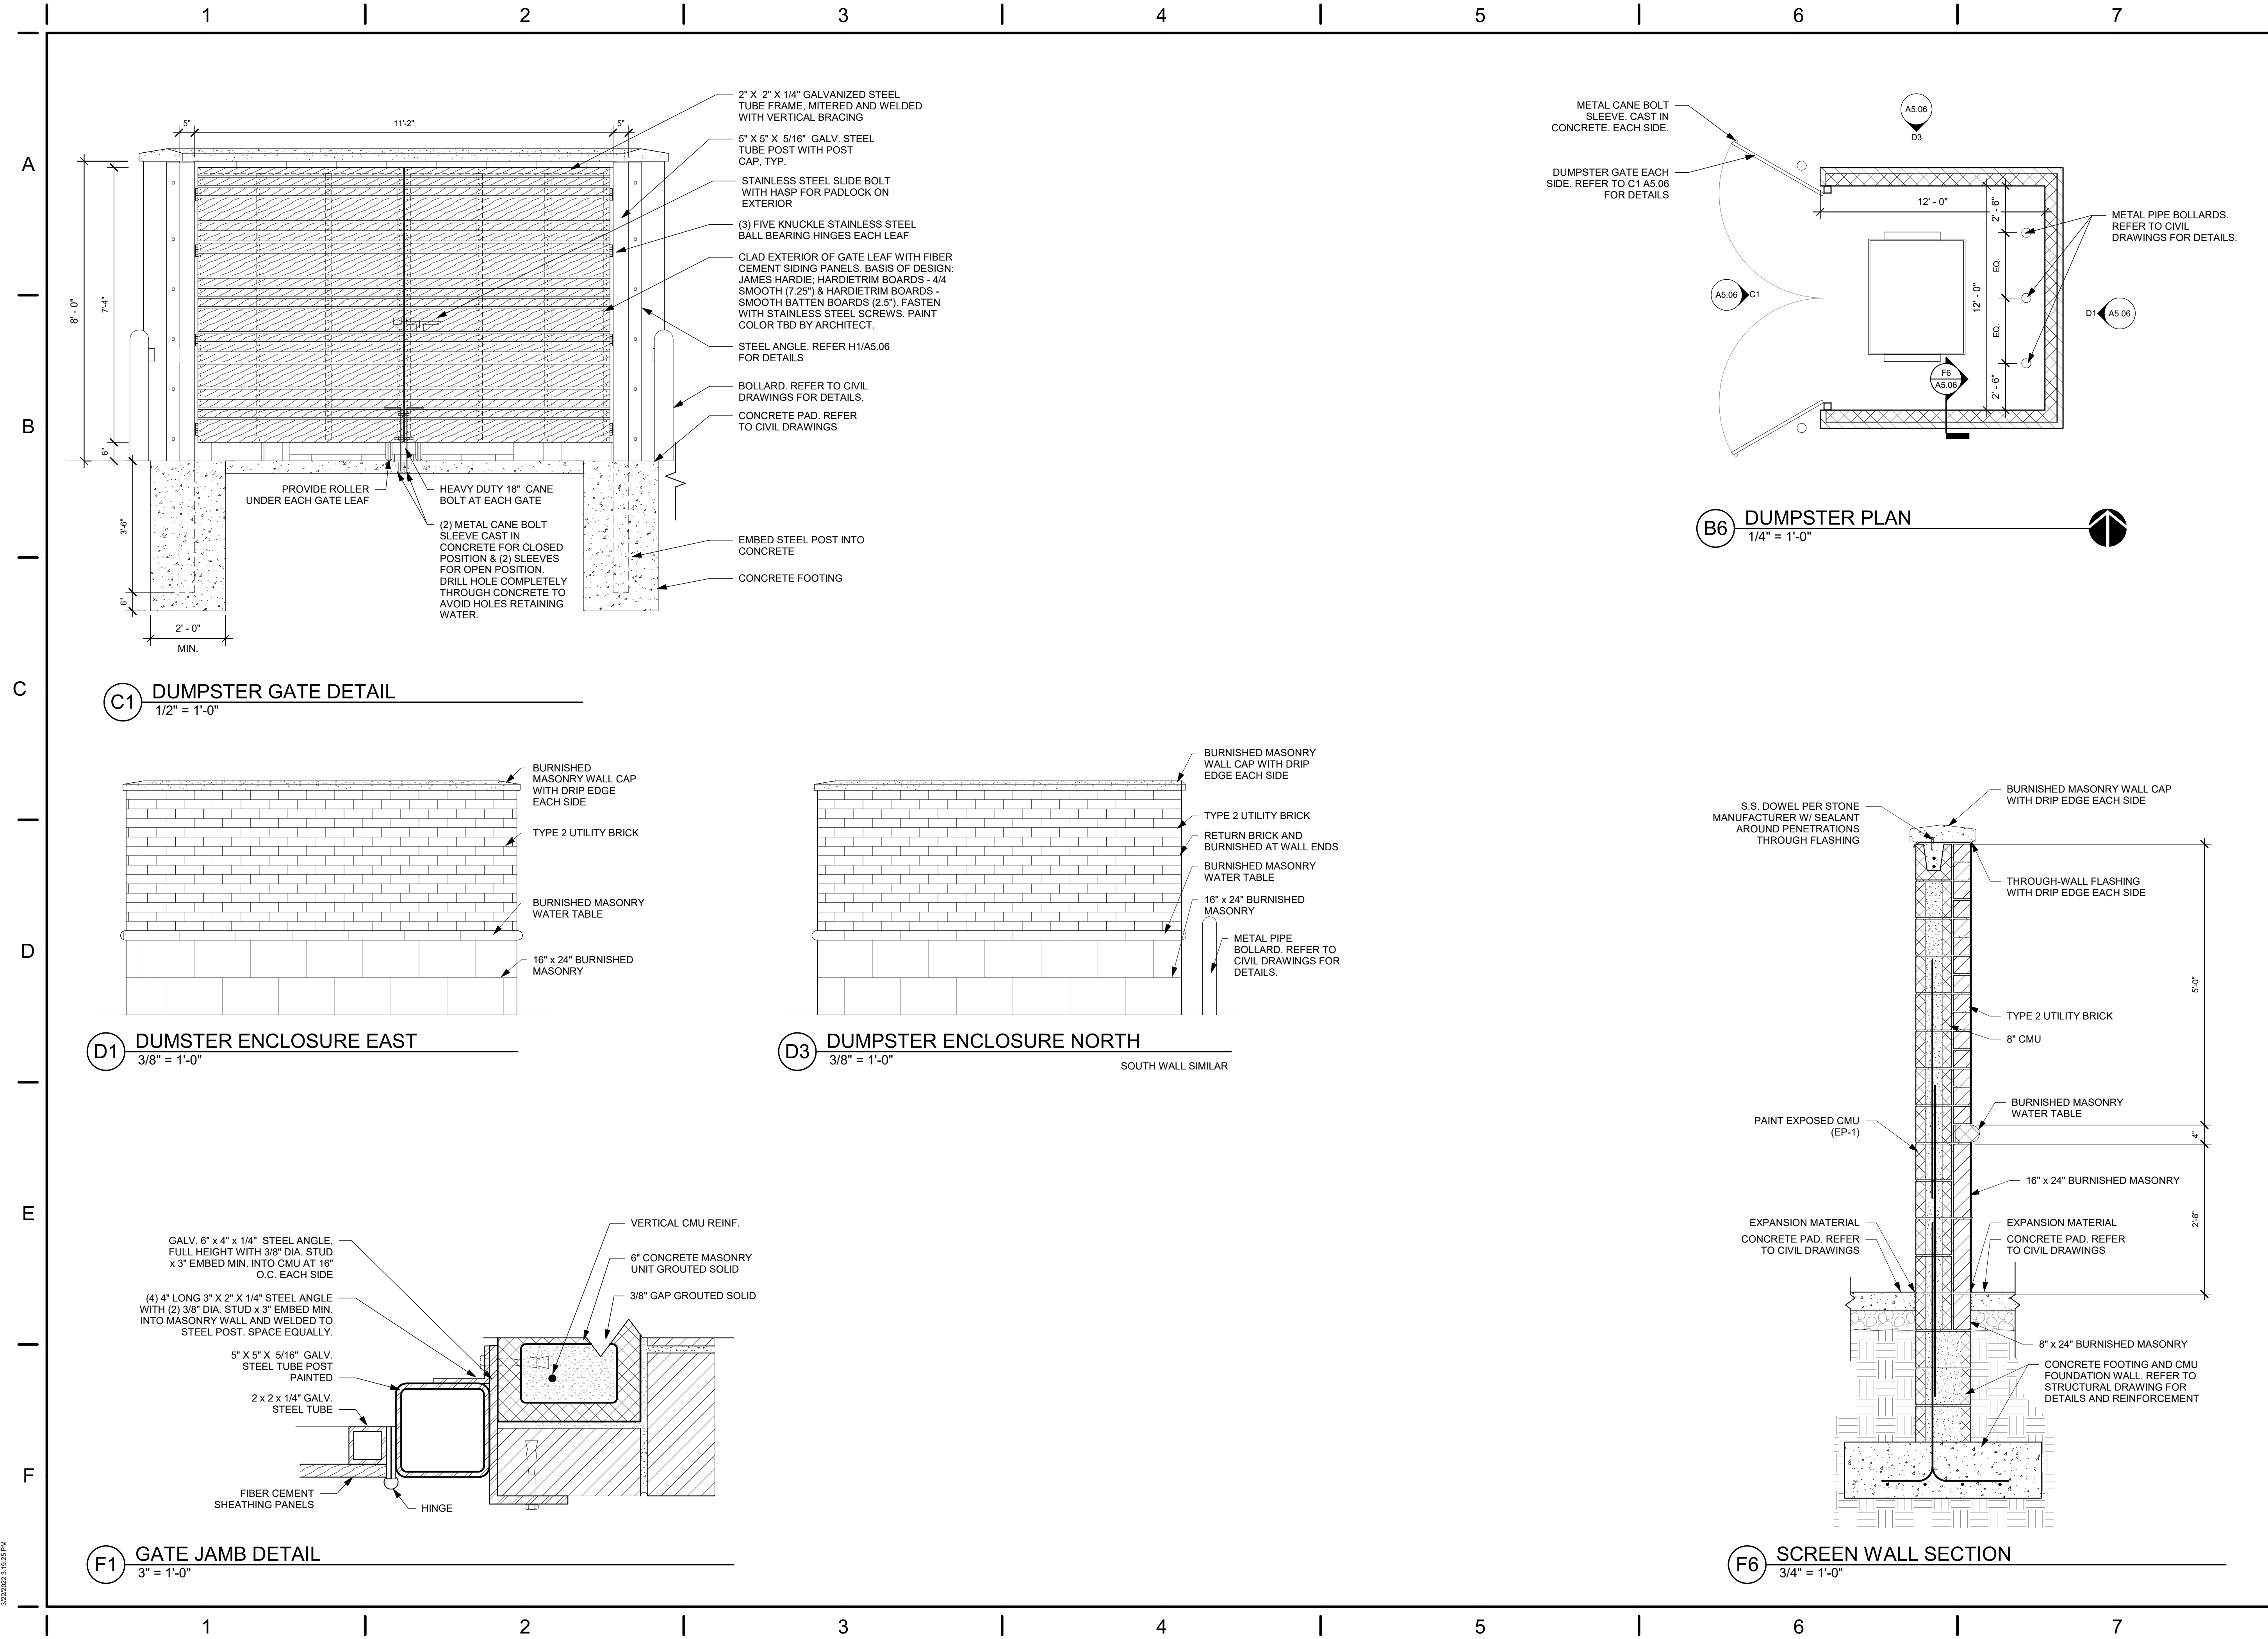 1 2 3 4 5 6 7
A
B
C
D
E
F
5"
11'-2"
5"
8' - 0"
7'-4"
6"
3'-6"
6"
2' - 0"
MIN.
2" X  2" X 1/4" GALVANIZED STEEL
TUBE FRAME, MITERED AND WELDED
WITH VERTICAL BRACING
5" X 5" X  5/16"  GALV. STEEL
TUBE POST WITH POST
CAP, TYP.
STAINLESS STEEL SLIDE BOLT
WITH HASP FOR PADLOCK ON
EXTERIOR
(3) FIVE KNUCKLE STAINLESS STEEL
BALL BEARING HINGES EACH LEAF
CLAD EXTERIOR OF GATE LEAF WITH FIBER
CEMENT SIDING PANELS. BASIS OF DESIGN:
JAMES HARDIE; HARDIETRIM BOARDS - 4/4
SMOOTH (7.25") & HARDIETRIM BOARDS -
SMOOTH BATTEN BOARDS (2.5"). FASTEN
WITH STAINLESS STEEL SCREWS. PAINT
COLOR TBD BY ARCHITECT.
STEEL ANGLE. REFER H1/A5.06
FOR DETAILS
BOLLARD. REFER TO CIVIL
DRAWINGS FOR DETAILS.
CONCRETE PAD. REFER
TO CIVIL DRAWINGS
PROVIDE ROLLER
UNDER EACH GATE LEAF
HEAVY DUTY 18"  CANE
BOLT AT EACH GATE
(2) METAL CANE BOLT
SLEEVE CAST IN
CONCRETE FOR CLOSED
POSITION & (2) SLEEVES
FOR OPEN POSITION.
DRILL HOLE COMPLETELY
THROUGH CONCRETE TO
AVOID HOLES RETAINING
WATER.
EMBED STEEL POST INTO
CONCRETE
CONCRETE FOOTING
C1 DUMPSTER GATE DETAIL
1/2" = 1'-0"
METAL CANE BOLT
SLEEVE. CAST IN
CONCRETE. EACH SIDE.
DUMPSTER GATE EACH
SIDE. REFER TO C1 A5.06
FOR DETAILS
A5.06
D3
12' - 0"
2' - 6"
EQ.
12' - 0"
EQ.
2' - 6"
METAL PIPE BOLLARDS.
REFER TO CIVIL
DRAWINGS FOR DETAILS.
A5.06 C1
D1 A5.06
F6
A5.06
B6 DUMPSTER PLAN
1/4" = 1'-0"
BURNISHED
MASONRY WALL CAP
WITH DRIP EDGE
EACH SIDE
TYPE 2 UTILITY BRICK
BURNISHED MASONRY
WATER TABLE
16" x 24" BURNISHED
MASONRY
D1 DUMSTER ENCLOSURE EAST
3/8" = 1'-0"
BURNISHED MASONRY
WALL CAP WITH DRIP
EDGE EACH SIDE
TYPE 2 UTILITY BRICK
RETURN BRICK AND
BURNISHED AT WALL ENDS
BURNISHED MASONRY
WATER TABLE
16" x 24" BURNISHED
MASONRY
METAL PIPE
BOLLARD. REFER TO
CIVIL DRAWINGS FOR
DETAILS.
D3 DUMPSTER ENCLOSURE NORTH
3/8" = 1'-0"
SOUTH WALL SIMILAR
GALV. 6" x 4" x 1/4"  STEEL ANGLE,
FULL HEIGHT WITH 3/8" DIA. STUD
x 3" EMBED MIN. INTO CMU AT 16"
O.C. EACH SIDE
(4) 4" LONG 3" X 2" X 1/4" STEEL ANGLE
WITH (2) 3/8" DIA. STUD x 3" EMBED MIN.
INTO MASONRY WALL AND WELDED TO
STEEL POST. SPACE EQUALLY.
5" X 5" X  5/16"  GALV.
STEEL TUBE POST
PAINTED
2 x 2 x 1/4" GALV.
STEEL TUBE
FIBER CEMENT
SHEATHING PANELS
HINGE
VERTICAL CMU REINF.
6" CONCRETE MASONRY
UNIT GROUTED SOLID
3/8" GAP GROUTED SOLID
F1 GATE JAMB DETAIL
3" = 1'-0"
S.S. DOWEL PER STONE
MANUFACTURER W/ SEALANT
AROUND PENETRATIONS
THROUGH FLASHING
BURNISHED MASONRY WALL CAP
WITH DRIP EDGE EACH SIDE
THROUGH-WALL FLASHING
WITH DRIP EDGE EACH SIDE
5'-0"
TYPE 2 UTILITY BRICK
8" CMU
BURNISHED MASONRY
WATER TABLE
4"
PAINT EXPOSED CMU
(EP-1)
16" x 24" BURNISHED MASONRY
2'-8"
EXPANSION MATERIAL
CONCRETE PAD. REFER
TO CIVIL DRAWINGS
EXPANSION MATERIAL
CONCRETE PAD. REFER
TO CIVIL DRAWINGS
8" x 24" BURNISHED MASONRY
CONCRETE FOOTING AND CMU
FOUNDATION WALL. REFER TO
STRUCTURAL DRAWING FOR
DETAILS AND REINFORCEMENT
F6 SCREEN WALL SECTION
3/4" = 1'-0"
3/22/2022 3:19:25 PM
1 2 3 4 5 6 7